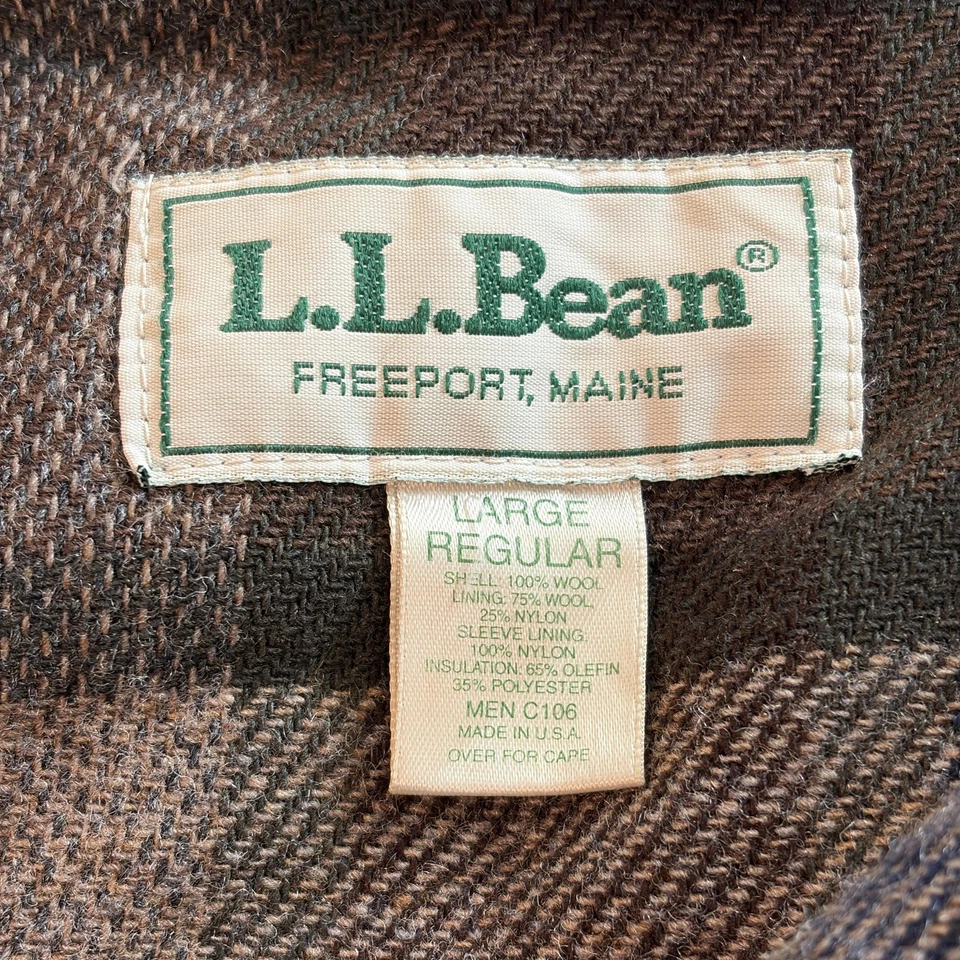 L.L.Bean®
FREEPORT, MAINE
LARGE
REGULAR
SHELL: 100% WOOL
LINING: 75% WOOL,
25% NYLON
SLEEVE LINING:
100% NYLON
INSULATION: 65% OLEFIN
35% POLYESTER
MEN C106
MADE IN U.S.A.
OVER FOR CARE